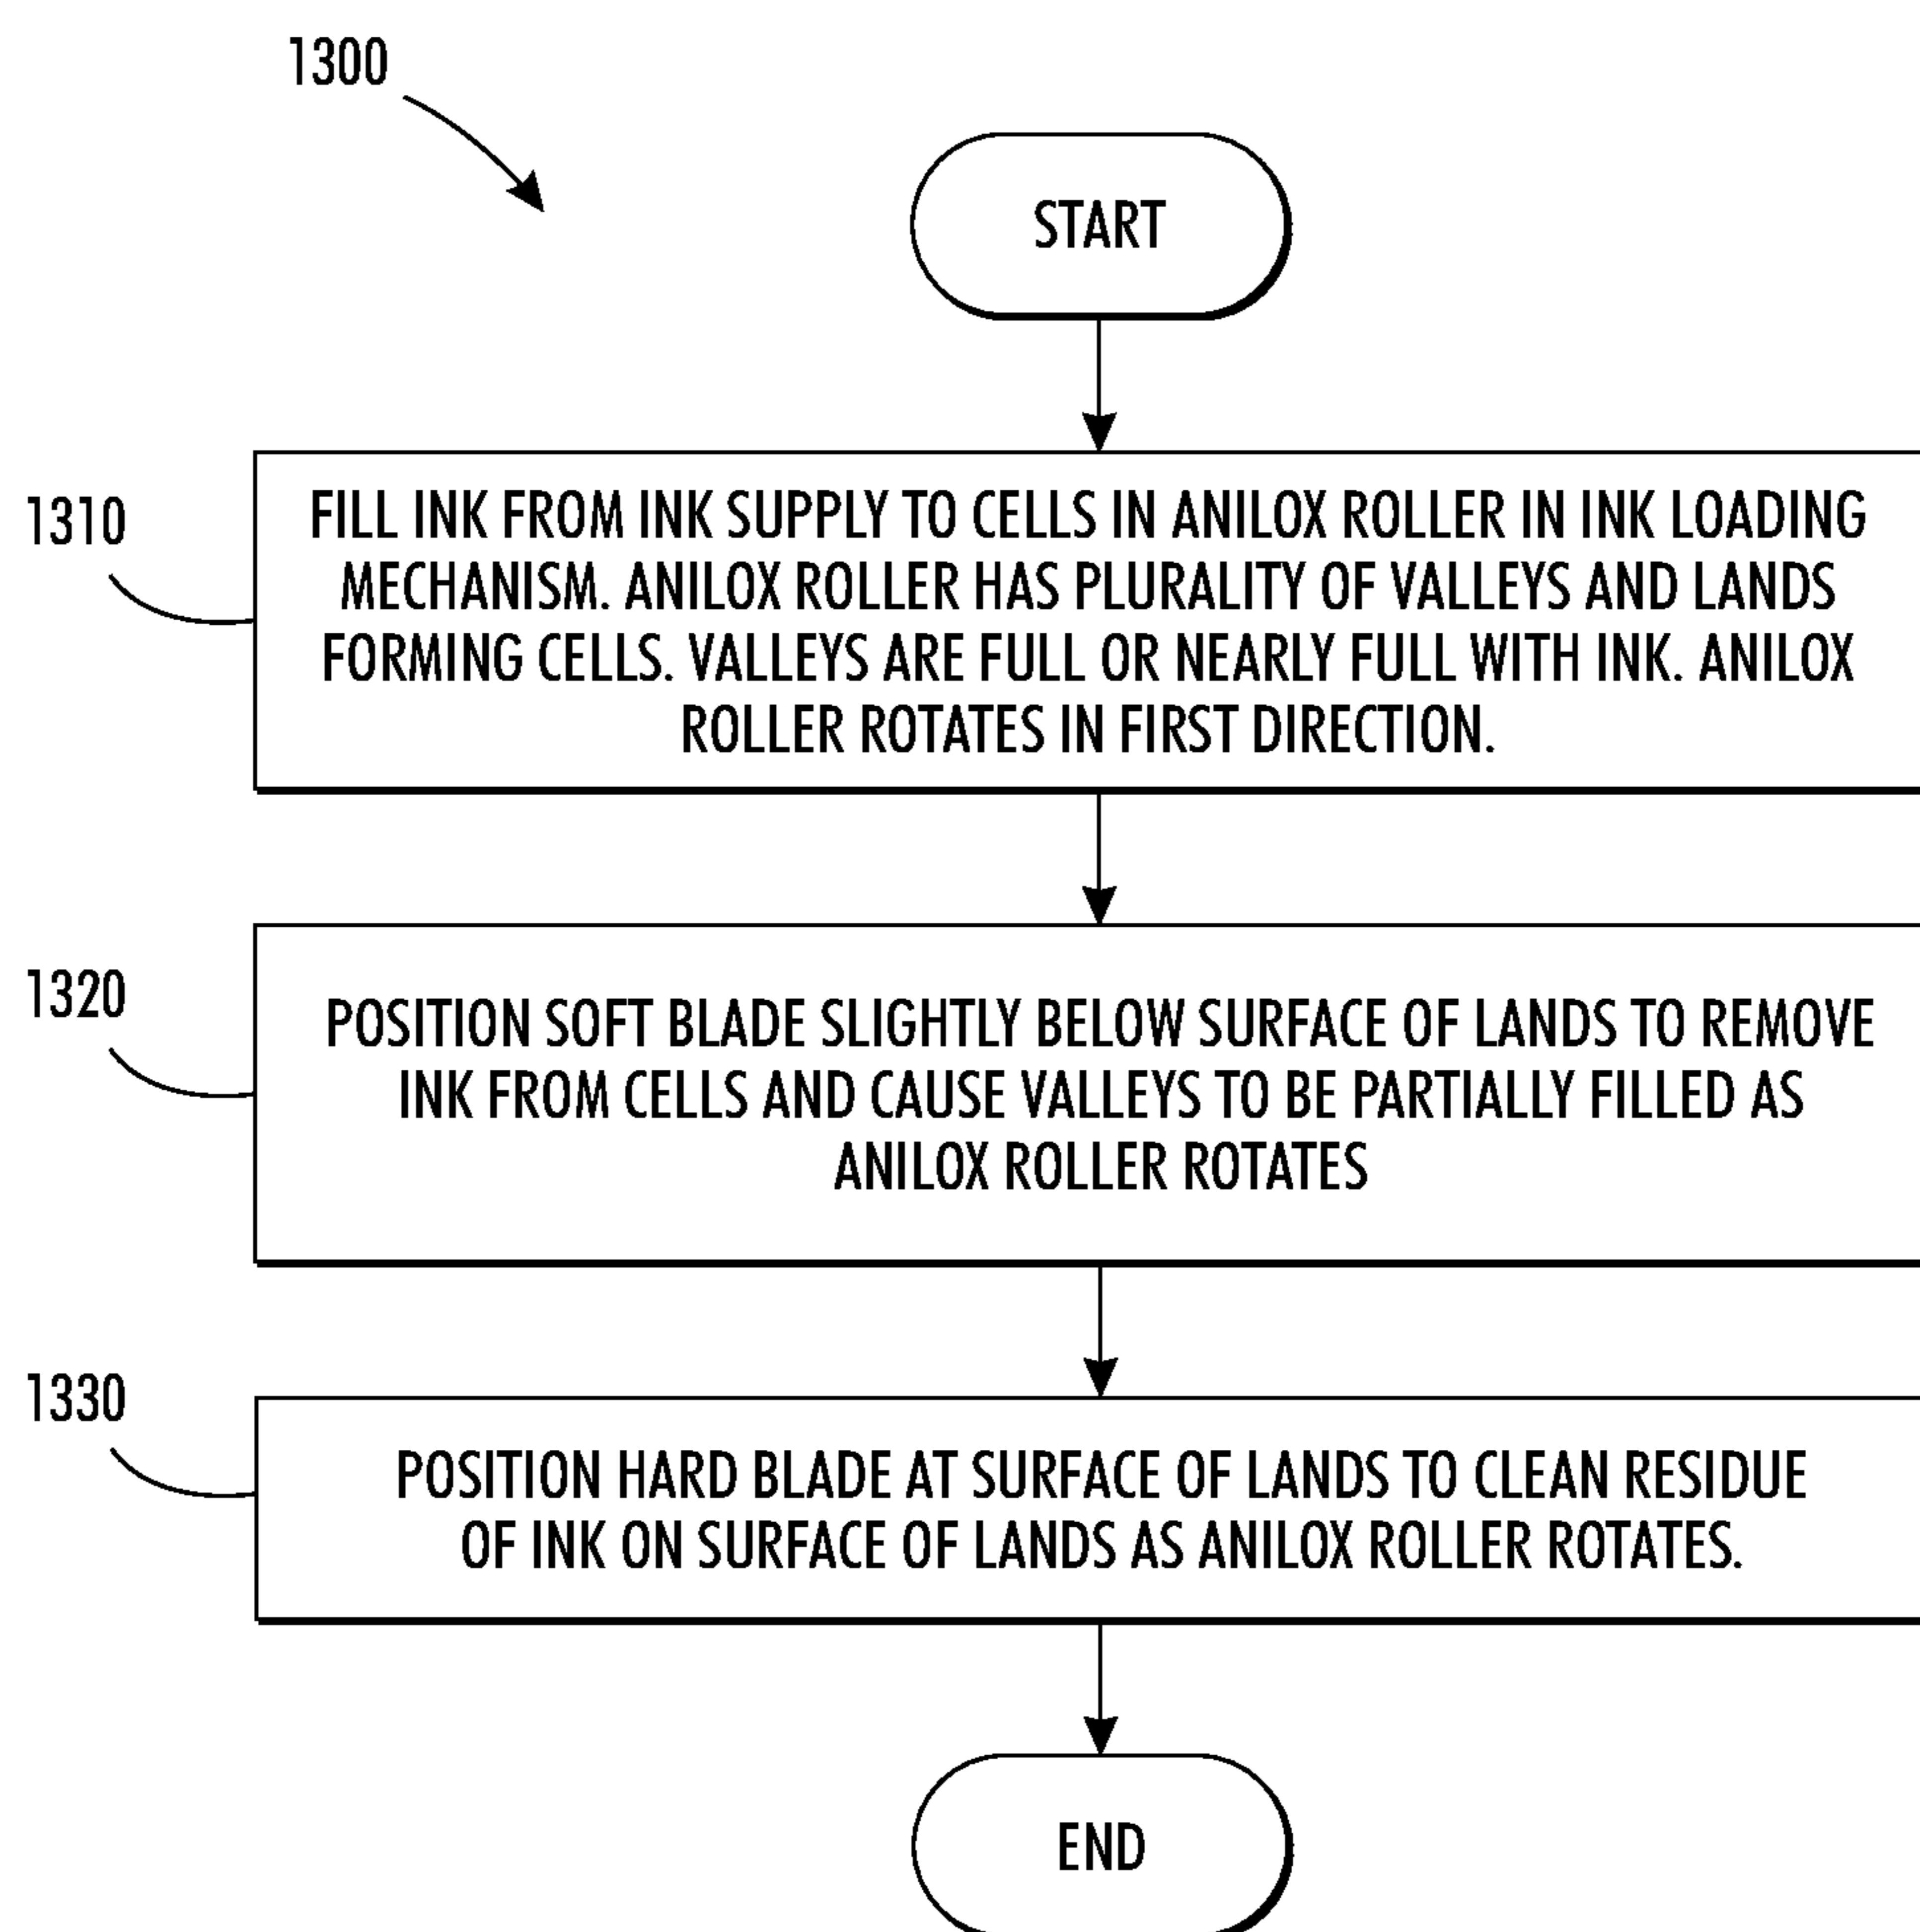 1300
START
1310
FILL INK FROM INK SUPPLY TO CELLS IN ANILOX ROLLER IN INK LOADING
MECHANISM. ANILOX ROLLER HAS PLURALITY OF VALLEYS AND LANDS
FORMING CELLS. VALLEYS ARE FULL OR NEARLY FULL WITH INK. ANILOX
ROLLER ROTATES IN FIRST DIRECTION.
1320
POSITION SOFT BLADE SLIGHTLY BELOW SURFACE OF LANDS TO REMOVE
INK FROM CELLS AND CAUSE VALLEYS TO BE PARTIALLY FILLED AS
ANILOX ROLLER ROTATES
1330
POSITION HARD BLADE AT SURFACE OF LANDS TO CLEAN RESIDUE
OF INK ON SURFACE OF LANDS AS ANILOX ROLLER ROTATES.
END